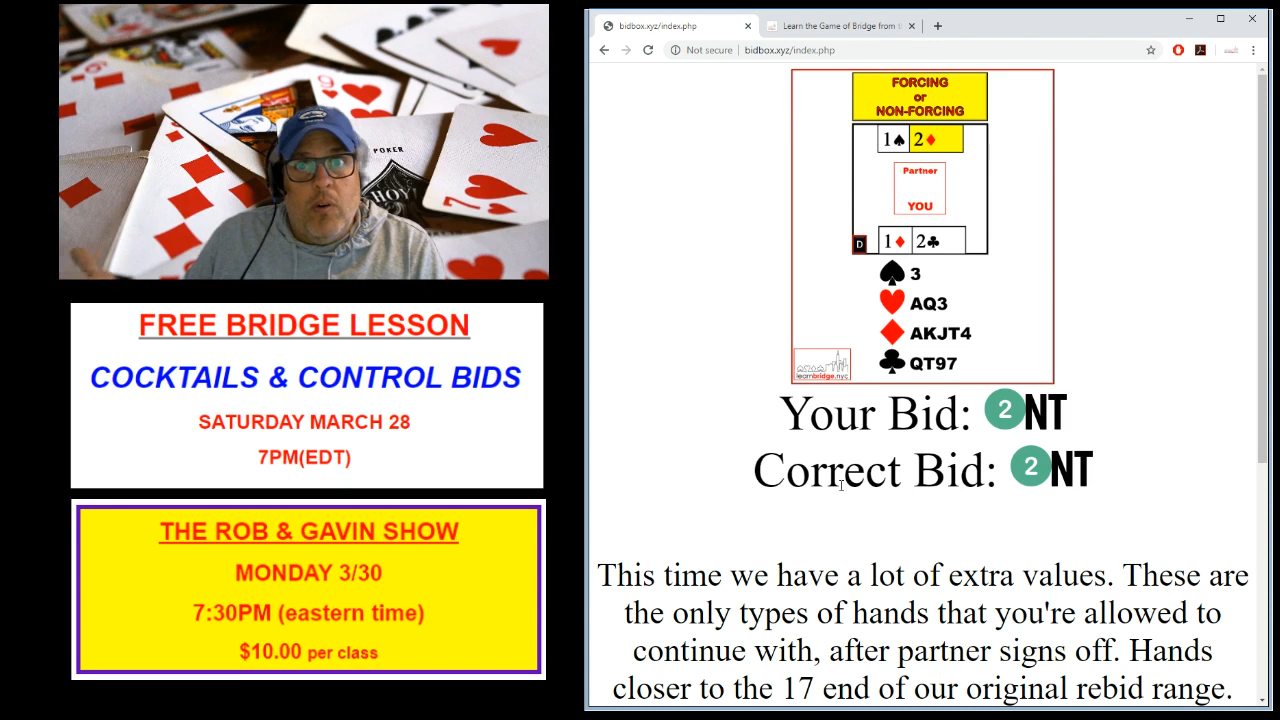 POKER
HOY
7
FREE BRIDGE LESSON
COCKTAILS & CONTROL BIDS
SATURDAY MARCH 28
7PM(EDT)
THE ROB & GAVIN SHOW
MONDAY 3/30
7:30PM (eastern time)
$10.00 per class
bidbox.xyz/index.php
Learn the Game of Bridge from t
Not secure | bidbox.xyz/index.php
FORCING
or
NON-FORCING
1♠ 2♦
Partner
YOU
D 1♦ 2♣
♠ 3
♥ AQ3
♦ AKJT4
♣ QT97
learnbridge.nyc
Your Bid: 2NT
Correct Bid: 2NT
This time we have a lot of extra values. These are
the only types of hands that you're allowed to
continue with, after partner signs off. Hands
closer to the 17 end of our original rebid range.